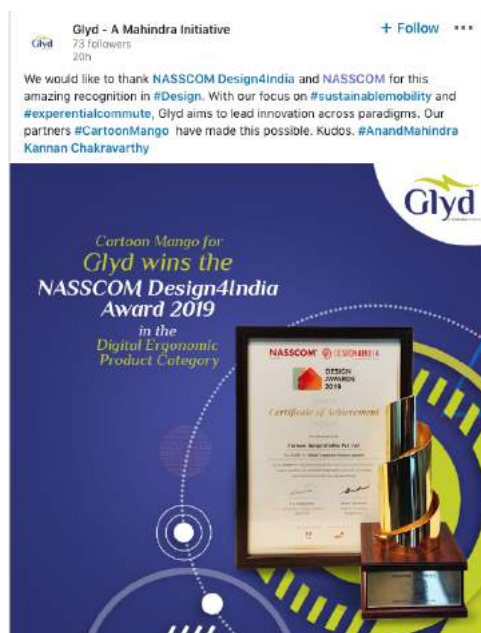 Glyd
Glyd - A Mahindra Initiative
73 followers
20h
+ Follow
We would like to thank NASSCOM Design4India and NASSCOM for this
amazing recognition in #Design. With our focus on #sustainablemobility and
#experentialcommute, Glyd aims to lead innovation across paradigms. Our
partners #CartoonMango have made this possible. Kudos. #AnandMahindra
Kannan Chakravarthy
Glyd
Cartoon Mango for
Glyd wins the
NASSCOM Design4India
Award 2019
in the
Digital Ergonomic
Product Category
NASSCOM DESIGN4INDIA
DESIGN
AWARDS
2019
Certificate of Achievement